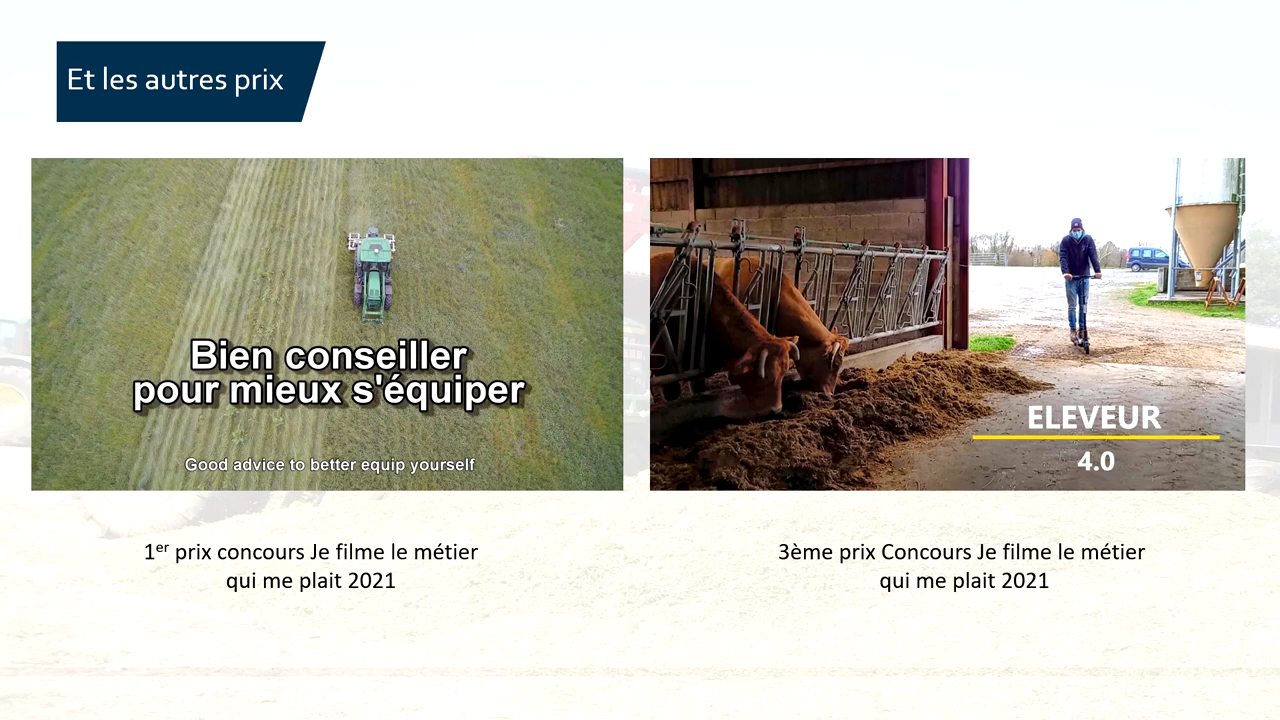 Et les autres prix
Bien conseiller
pour mieux s'équiper
Good advice to better equip yourself
ELEVEUR
4.0
1er prix concours Je filme le métier
qui me plait 2021
3ème prix Concours Je filme le métier
qui me plait 2021